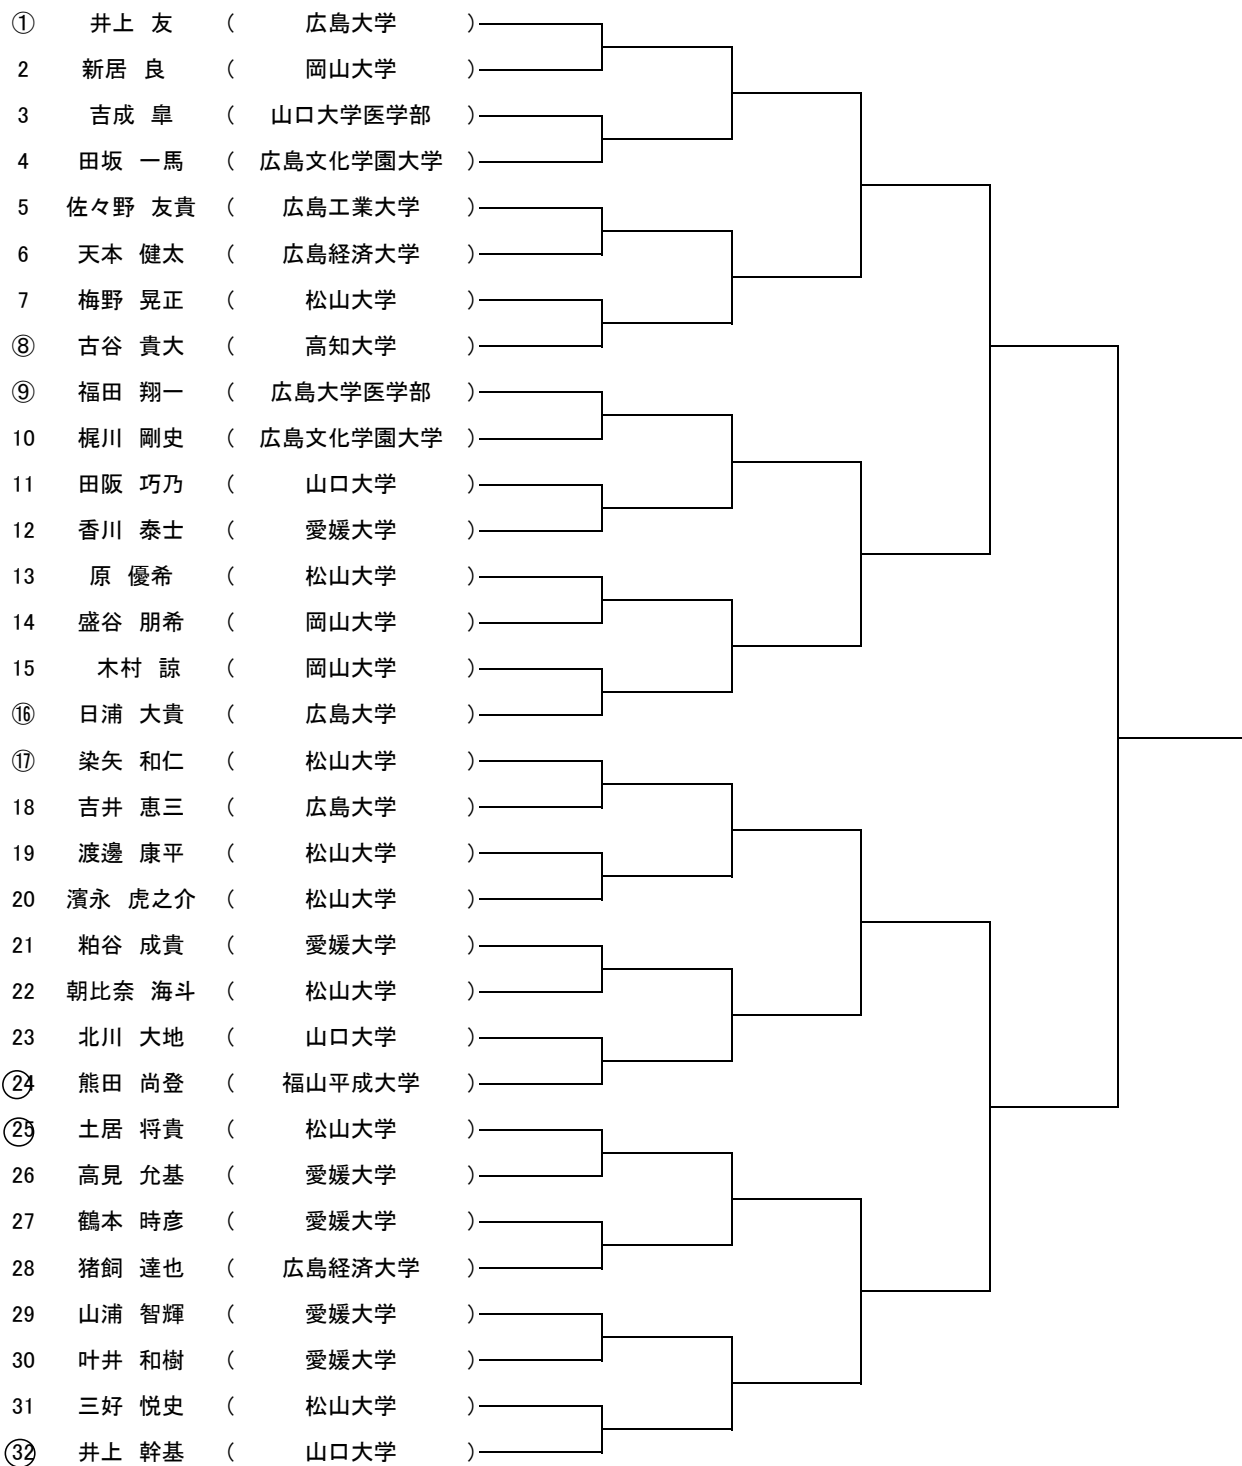 ① 井上 友 ( 広島大学 )
2 新居 良 ( 岡山大学 )
3 吉成 皐 ( 山口大学医学部 )
4 田坂 一馬 ( 広島文化学園大学 )
5 佐々野 友貴 ( 広島工業大学 )
6 天本 健太 ( 広島経済大学 )
7 梅野 晃正 ( 松山大学 )
⑧ 古谷 貴大 ( 高知大学 )
⑨ 福田 翔一 ( 広島大学医学部 )
10 梶川 剛史 ( 広島文化学園大学 )
11 田阪 巧乃 ( 山口大学 )
12 香川 泰士 ( 愛媛大学 )
13 原 優希 ( 松山大学 )
14 盛谷 朋希 ( 岡山大学 )
15 木村 諒 ( 岡山大学 )
⑯ 日浦 大貴 ( 広島大学 )
⑰ 染矢 和仁 ( 松山大学 )
18 吉井 恵三 ( 広島大学 )
19 渡邊 康平 ( 松山大学 )
20 濱永 虎之介 ( 松山大学 )
21 粕谷 成貴 ( 愛媛大学 )
22 朝比奈 海斗 ( 松山大学 )
23 北川 大地 ( 山口大学 )
24 熊田 尚登 ( 福山平成大学 )
25 土居 将貴 ( 松山大学 )
26 高見 允基 ( 愛媛大学 )
27 鶴本 時彦 ( 愛媛大学 )
28 猪飼 達也 ( 広島経済大学 )
29 山浦 智輝 ( 愛媛大学 )
30 叶井 和樹 ( 愛媛大学 )
31 三好 悦史 ( 松山大学 )
32 井上 幹基 ( 山口大学 )